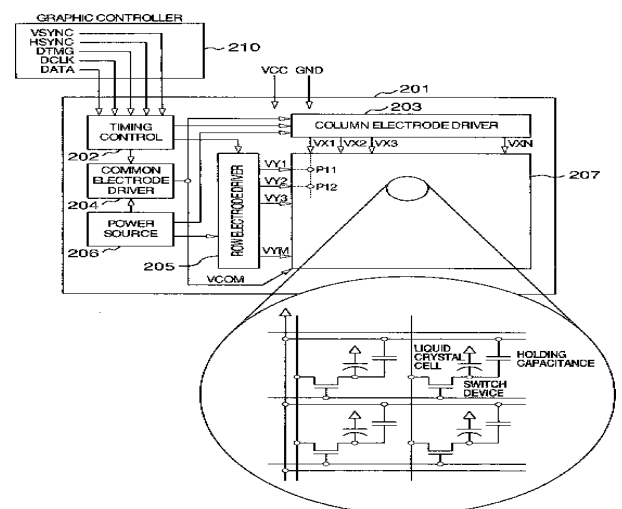 GRAPHIC CONTROLLER
VSYNC
HSYNC
DTMG
DCLK
DATA
210
VCC GND
201
203
TIMING
CONTROL
202
COLUMN ELECTRODE DRIVER
VX1 VX2 VX3 VXN
COMMON
ELECTRODE
DRIVER
204
ROW ELECTRODE DRIVER
VY1
VY2
VY3
VYM
P11
P12
207
POWER
SOURCE
206
205
VCOM
LIQUID
CRYSTAL
CELL
HOLDING
CAPACITANCE
SWITCH
DEVICE